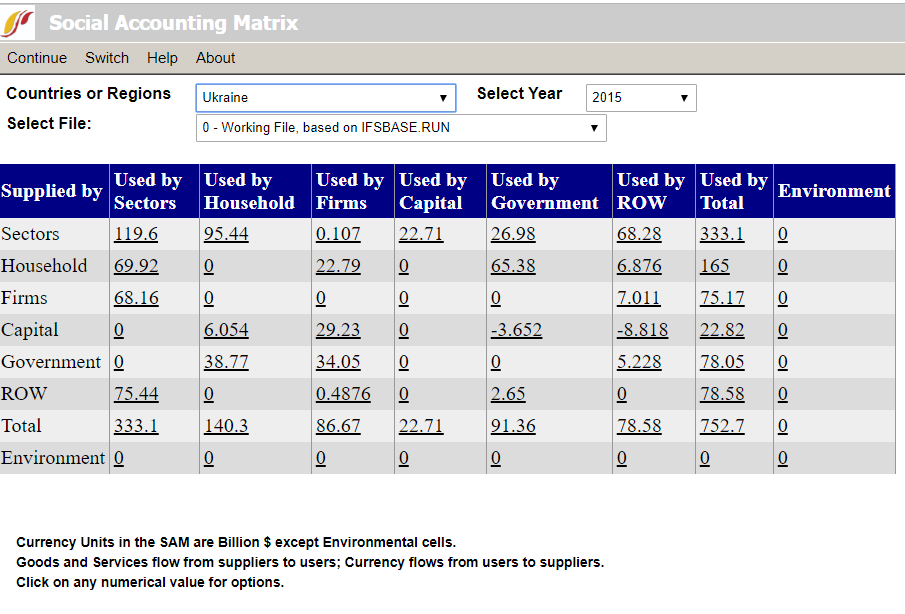 Social Accounting Matrix
Continue Switch Help About
Countries or Regions Ukraine Select Year 2015
Select File: 0 - Working File, based on IFSBASE.RUN
Supplied by Used by Sectors Used by Household Used by Firms Used by Capital Used by Government Used by ROW Used by Total Environment
Sectors 119.6 95.44 0.107 22.71 26.98 68.28 333.1 0
Household 69.92 0 22.79 0 65.38 6.876 165 0
Firms 68.16 0 0 0 0 7.011 75.17 0
Capital 0 6.054 29.23 0 -3.652 -8.818 22.82 0
Government 0 38.77 34.05 0 0 5.228 78.05 0
ROW 75.44 0 0.4876 0 2.65 0 78.58 0
Total 333.1 140.3 86.67 22.71 91.36 78.58 752.7 0
Environment 0 0 0 0 0 0 0 0
Currency Units in the SAM are Billion $ except Environmental cells.
Goods and Services flow from suppliers to users; Currency flows from users to suppliers.
Click on any numerical value for options.